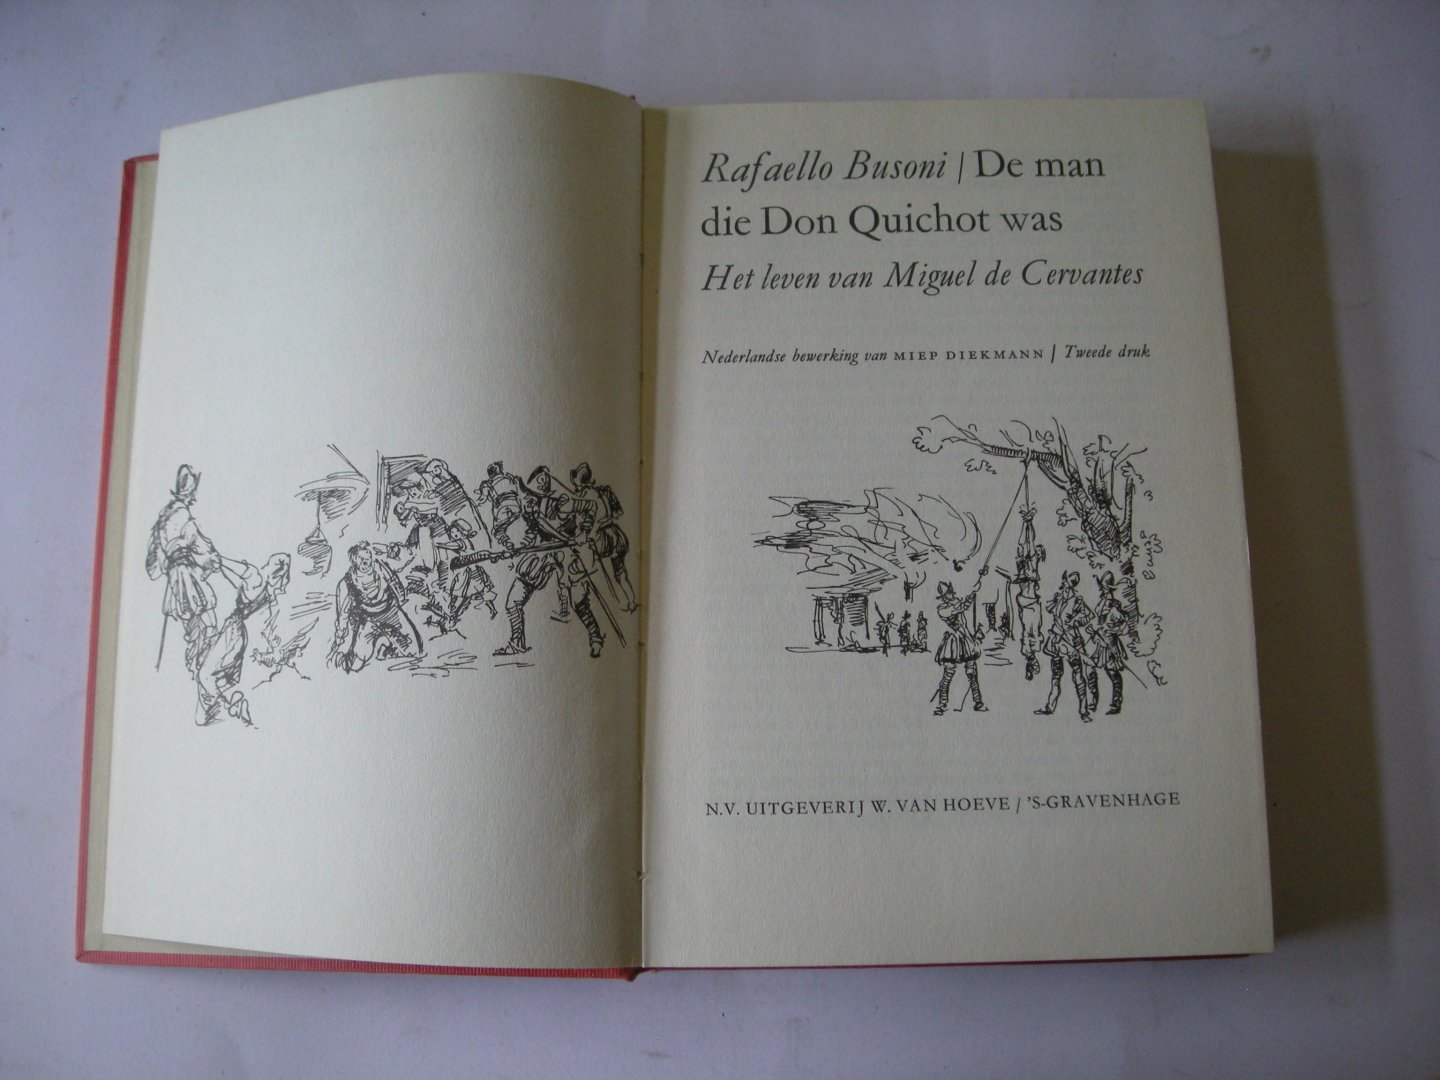 Rafaello Busoni / De man
die Don Quichot was
Het leven van Miguel de Cervantes
Nederlandse bewerking van MIEP DIEKMANN / Tweede druk
Busoni
N.V. UITGEVERIJ W. VAN HOEVE / 'S-GRAVENHAGE